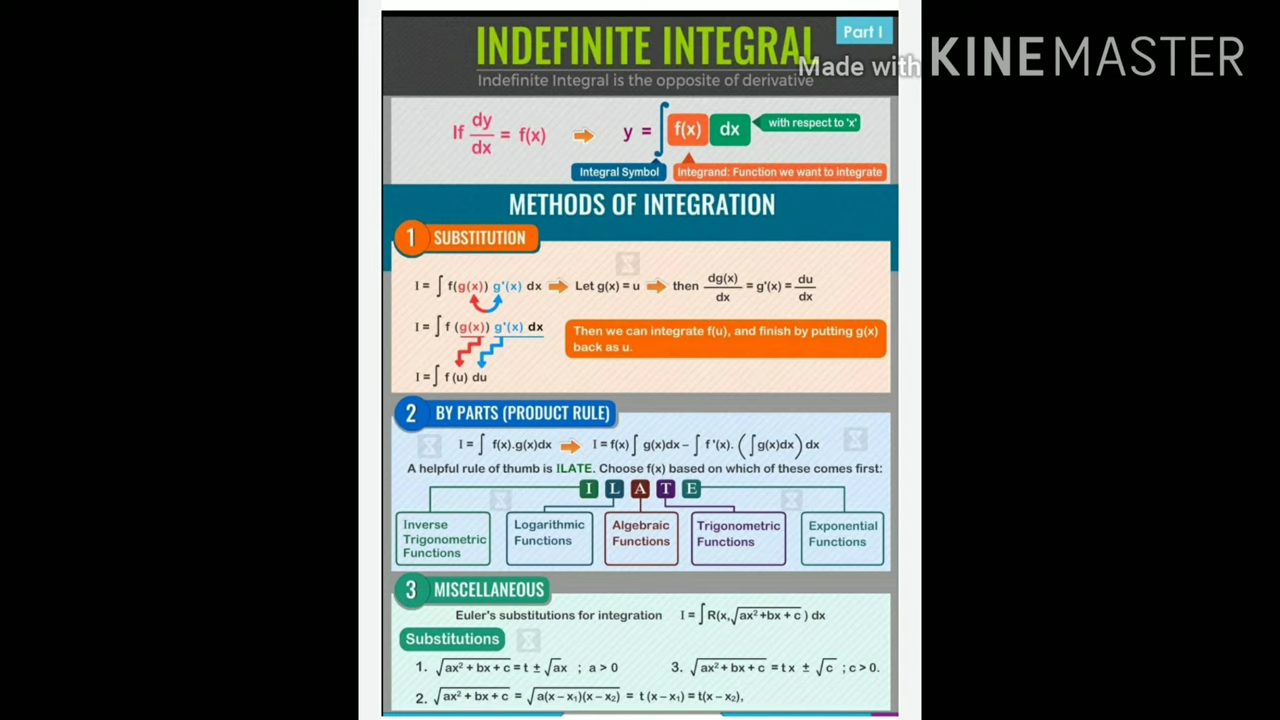 INDEFINITE INTEGRAL
Part I
Made with KINEMASTER
Indefinite Integral is the opposite of derivative
If dy/dx = f(x) ⇨ y = ∫ f(x) dx
with respect to 'x'
Integral Symbol
Integrand: Function we want to integrate
METHODS OF INTEGRATION
1 SUBSTITUTION
I = ∫ f(g(x)) g'(x) dx ⇨ Let g(x) = u ⇨ then dg(x)/dx = g'(x) = du/dx
I = ∫ f (g(x)) g'(x) dx
Then we can integrate f(u), and finish by putting g(x)
back as u.
I = ∫ f (u) du
2 BY PARTS (PRODUCT RULE)
I = ∫ f(x).g(x)dx ⇨ I = f(x) ∫ g(x)dx – ∫ f '(x). (∫g(x)dx) dx
A helpful rule of thumb is ILATE. Choose f(x) based on which of these comes first:
I L A T E
Inverse
Trigonometric
Functions
Logarithmic
Functions
Algebraic
Functions
Trigonometric
Functions
Exponential
Functions
3 MISCELLANEOUS
Euler's substitutions for integration I = ∫ R(x,√(ax² +bx + c) ) dx
Substitutions
1. √(ax² + bx + c) = t ± √ax ; a > 0
3. √(ax² + bx + c) = t x ± √c ; c > 0.
2. √(ax² + bx + c) = √(a(x – x₁)(x – x₂)) = t (x – x₁) = t(x – x₂),